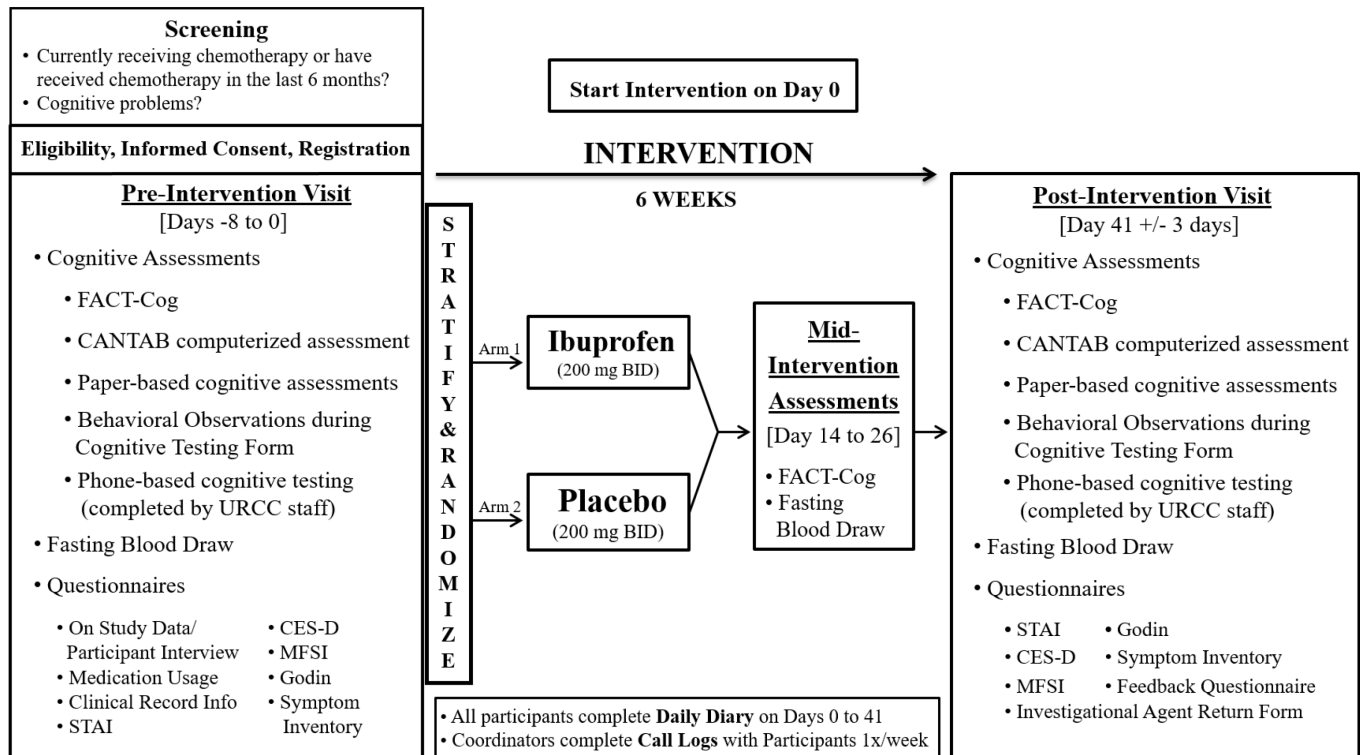 Screening
• Currently receiving chemotherapy or have
received chemotherapy in the last 6 months?
• Cognitive problems?
Eligibility, Informed Consent, Registration
Pre-Intervention Visit
[Days -8 to 0]
• Cognitive Assessments
• FACT-Cog
• CANTAB computerized assessment
• Paper-based cognitive assessments
• Behavioral Observations during
Cognitive Testing Form
• Phone-based cognitive testing
(completed by URCC staff)
• Fasting Blood Draw
• Questionnaires
• On Study Data/
Participant Interview
• Medication Usage
• Clinical Record Info
• STAI
• CES-D
• MFSI
• Godin
• Symptom
Inventory
STRATIFY&RANDOMIZE
Start Intervention on Day 0
INTERVENTION
6 WEEKS
Arm 1
Ibuprofen
(200 mg BID)
Arm 2
Placebo
(200 mg BID)
Mid-
Intervention
Assessments
[Day 14 to 26]
• FACT-Cog
• Fasting
Blood Draw
• All participants complete Daily Diary on Days 0 to 41
• Coordinators complete Call Logs with Participants 1x/week
Post-Intervention Visit
[Day 41 +/- 3 days]
• Cognitive Assessments
• FACT-Cog
• CANTAB computerized assessment
• Paper-based cognitive assessments
• Behavioral Observations during
Cognitive Testing Form
• Phone-based cognitive testing
(completed by URCC staff)
• Fasting Blood Draw
• Questionnaires
• STAI
• CES-D
• MFSI
• Godin
• Symptom Inventory
• Feedback Questionnaire
• Investigational Agent Return Form